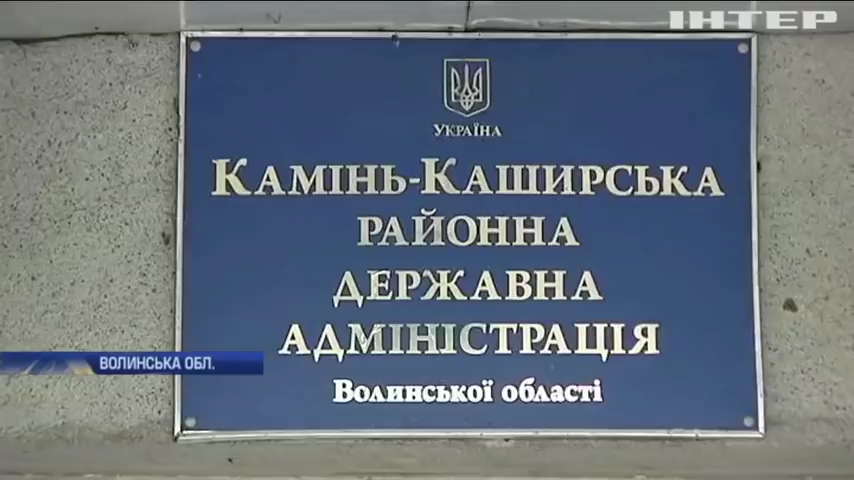 ІНТЕР
УКРАЇНА
КАМІНЬ-КАШИРСЬКА
РАЙОННА
ДЕРЖАВНА
АДМІНІСТРАЦІЯ
Волинської області
ВОЛИНСЬКА ОБЛ.